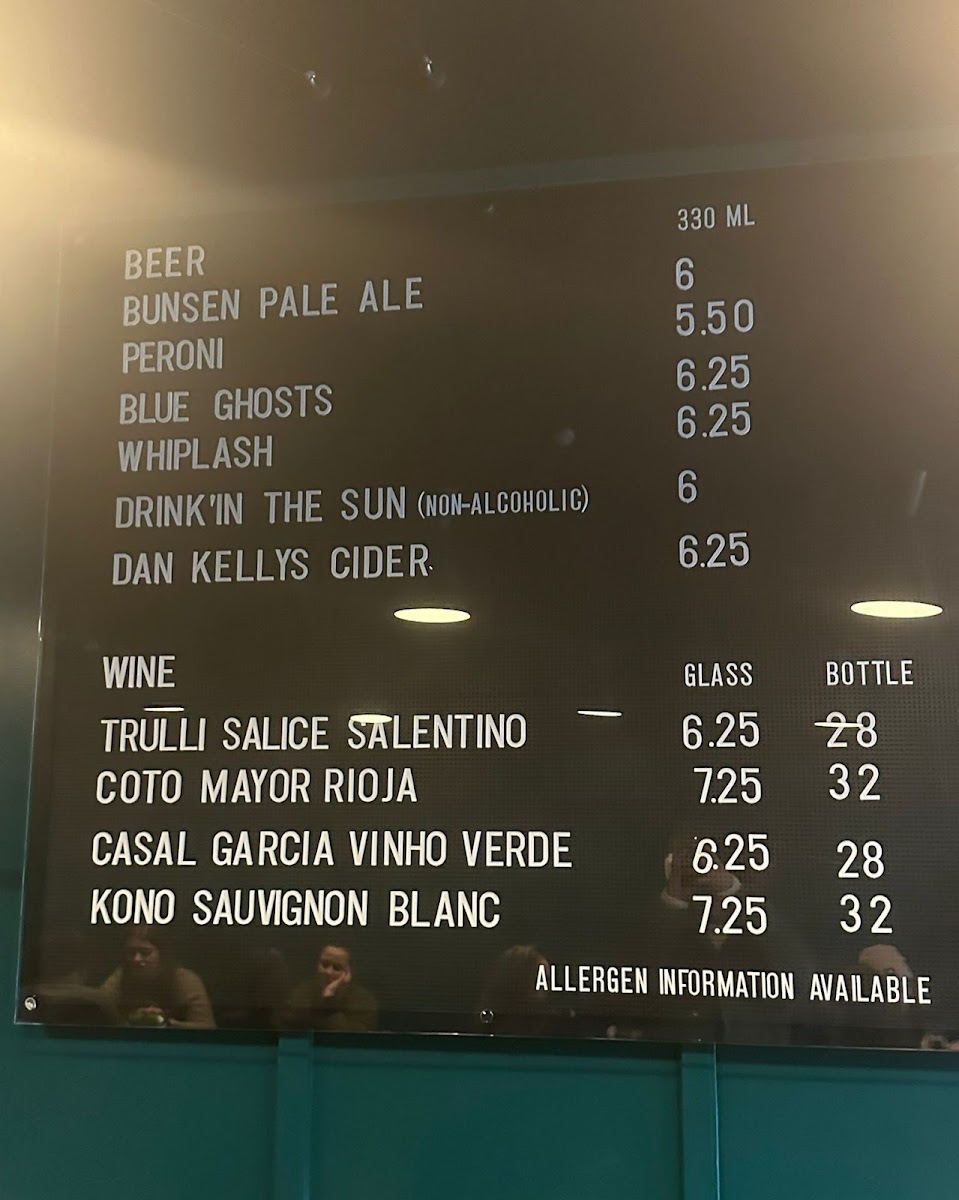 330 ML
BEER
BUNSEN PALE ALE 6
PERONI 5.50
BLUE GHOSTS 6.25
WHIPLASH 6.25
DRINK'IN THE SUN (NON-ALCOHOLIC) 6
DAN KELLYS CIDER 6.25
WINE GLASS BOTTLE
TRULLI SALICE SALENTINO 6.25 28
COTO MAYOR RIOJA 7.25 32
CASAL GARCIA VINHO VERDE 6.25 28
KONO SAUVIGNON BLANC 7.25 32
ALLERGEN INFORMATION AVAILABLE